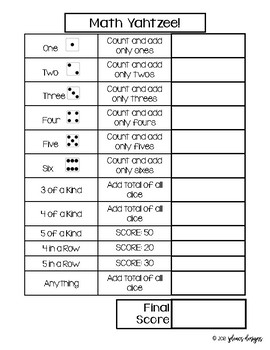 Math Yahtzee!
One
Count and add
only ones
Two
Count and add
only twos
Three
Count and add
only threes
Four
Count and add
only fours
Five
Count and add
only fives
Six
Count and add
only sixes
3 of a Kind
Add total of all
dice
4 of a Kind
Add total of all
dice
5 of a Kind
SCORE: 50
4 in a Row
SCORE: 20
5 in a Row
SCORE: 30
Anything
Add total of all
dice
Final
Score